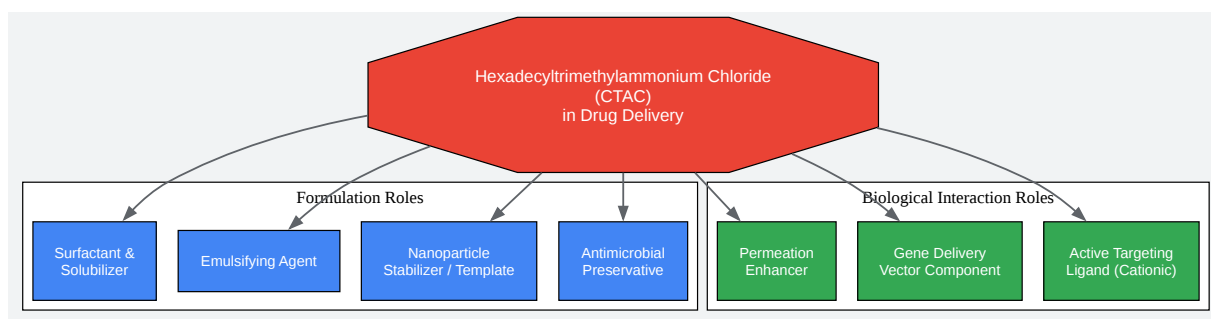 Hexadecyltrimethylammonium Chloride
(CTAC)
in Drug Delivery
Formulation Roles
Surfactant &
Solubilizer
Emulsifying Agent
Nanoparticle
Stabilizer / Template
Antimicrobial
Preservative
Biological Interaction Roles
Permeation
Enhancer
Gene Delivery
Vector Component
Active Targeting
Ligand (Cationic)